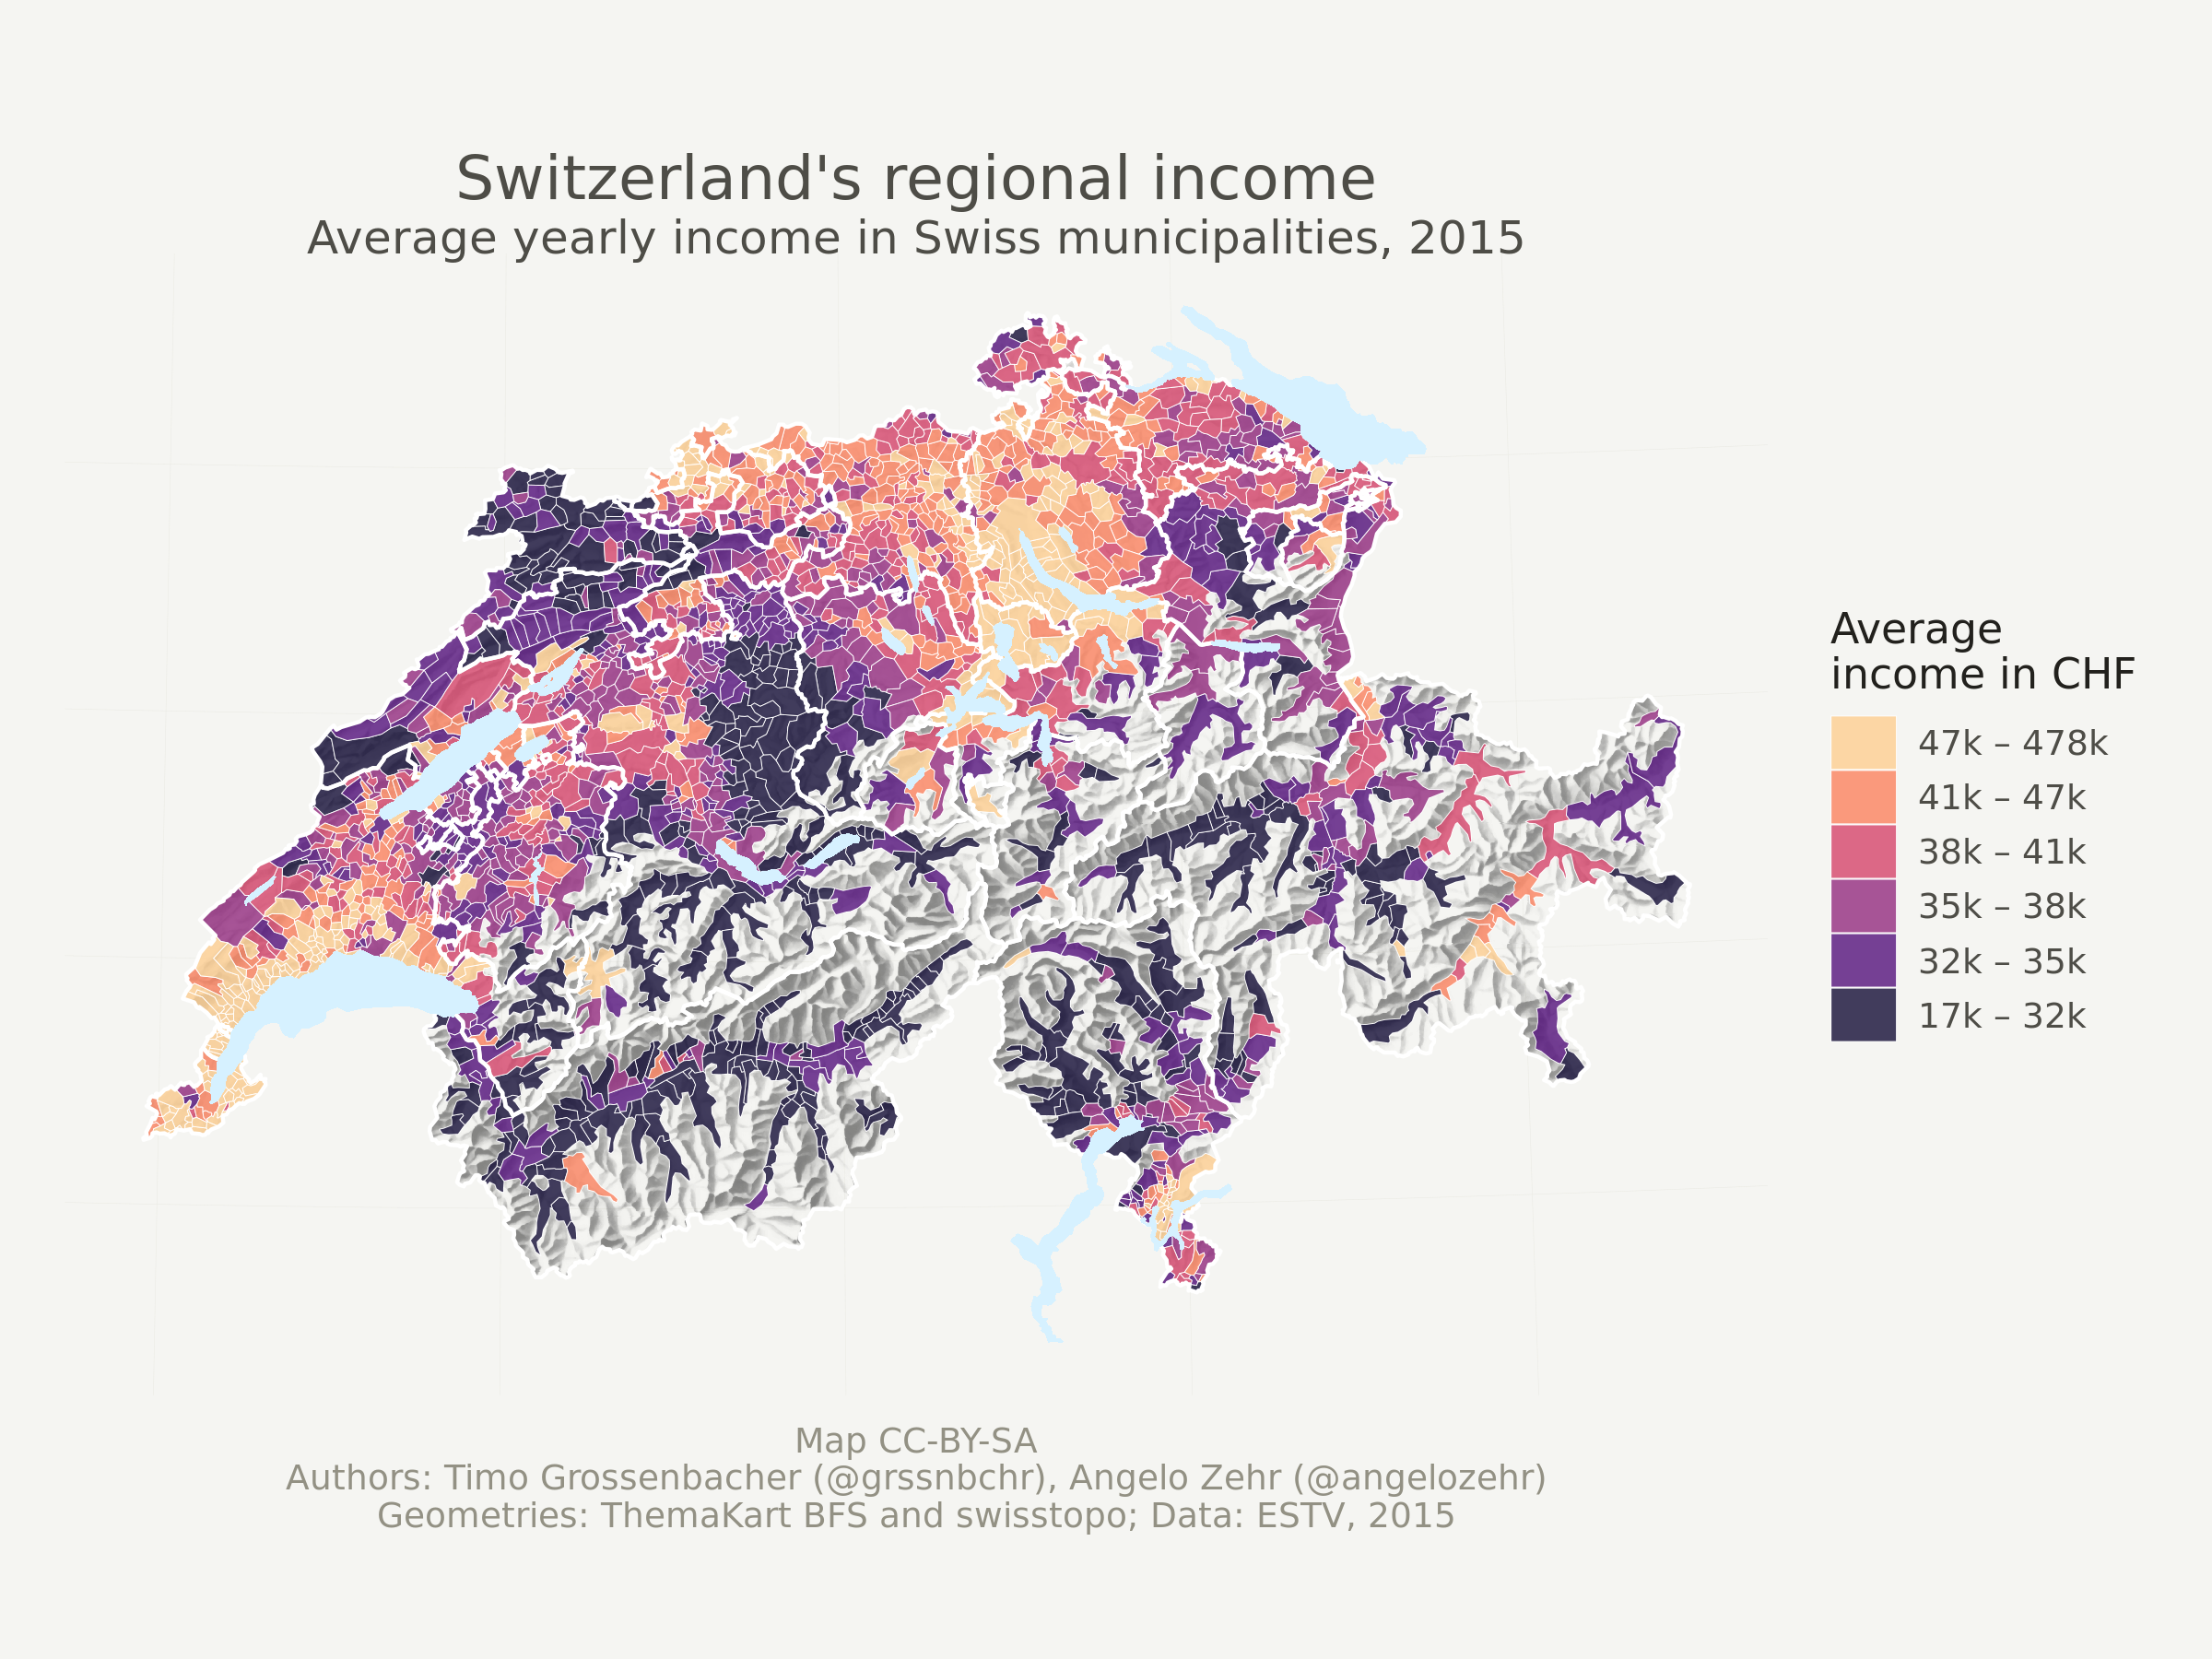 Switzerland's regional income
Average yearly income in Swiss municipalities, 2015
Average
income in CHF
47k – 478k
41k – 47k
38k – 41k
35k – 38k
32k – 35k
17k – 32k
Map CC-BY-SA
Authors: Timo Grossenbacher (@grssnbchr), Angelo Zehr (@angelozehr)
Geometries: ThemaKart BFS and swisstopo; Data: ESTV, 2015